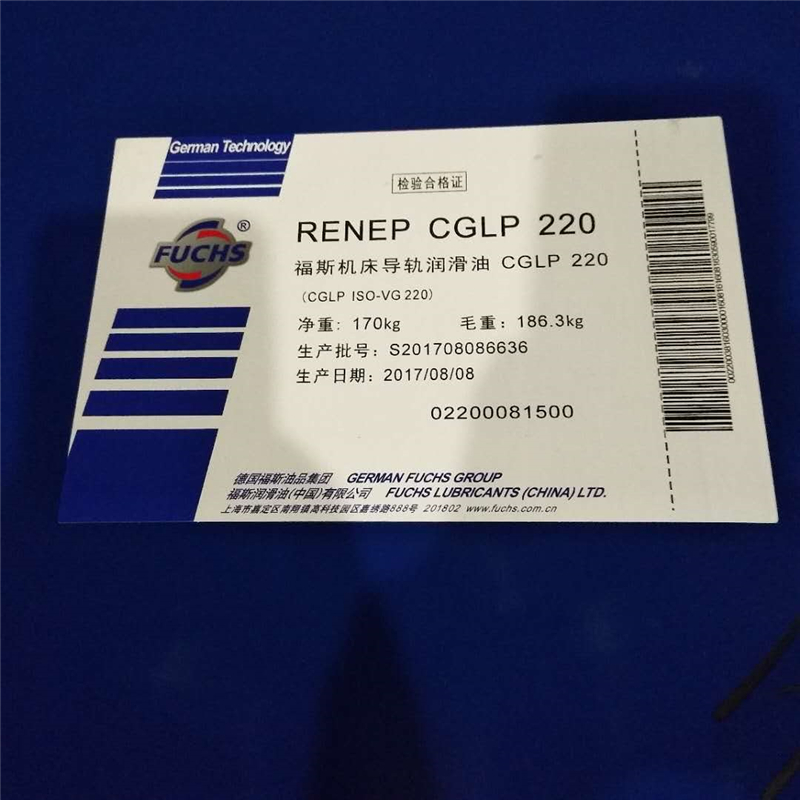 German Technology
检验合格证
FUCHS®
RENEP CGLP 220
福斯机床导轨润滑油 CGLP 220
(CGLP ISO-VG 220)
净重: 170kg 毛重: 186.3kg
生产批号: S201708086636
生产日期: 2017/08/08
02200081500
德国福斯油品集团 GERMAN FUCHS GROUP
福斯润滑油(中国)有限公司 FUCHS LUBRICANTS (CHINA) LTD.
上海市嘉定区南翔镇高科技园区嘉绣路888号 201802 www.fuchs.com.cn